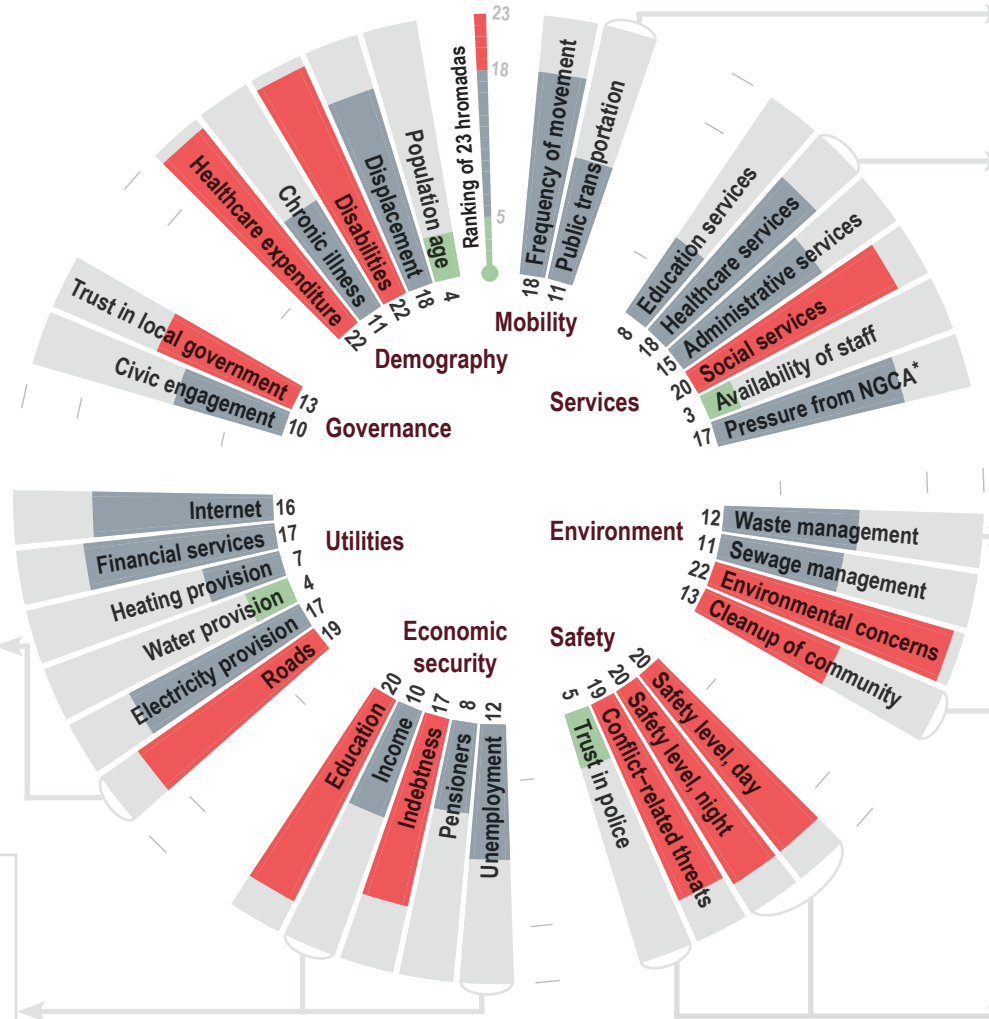 Ranking of 23 hromadas
23
18
5
Mobility
Frequency of movement
18
Public transportation
11
Services
Education services
8
Healthcare services
18
Administrative services
15
Social services
20
Availability of staff
3
Pressure from NGCA*
17
Environment
12
Waste management
11
Sewage management
22
Environmental concerns
13
Cleanup of community
Safety
20
Safety level, day
20
Safety level, night
19
Conflict-related threats
5
Trust in police
Economic
security
12
Unemployment
8
Pensioners
17
Indebtness
10
Income
20
Education
Utilities
Roads
19
Electricity provision
17
Water provision
4
Heating provision
7
Financial services
17
Internet
16
Governance
Civic engagement
10
Trust in local government
13
Demography
Healthcare expenditure
22
Chronic illness
11
Disabilities
22
Displacement
18
Population age
4